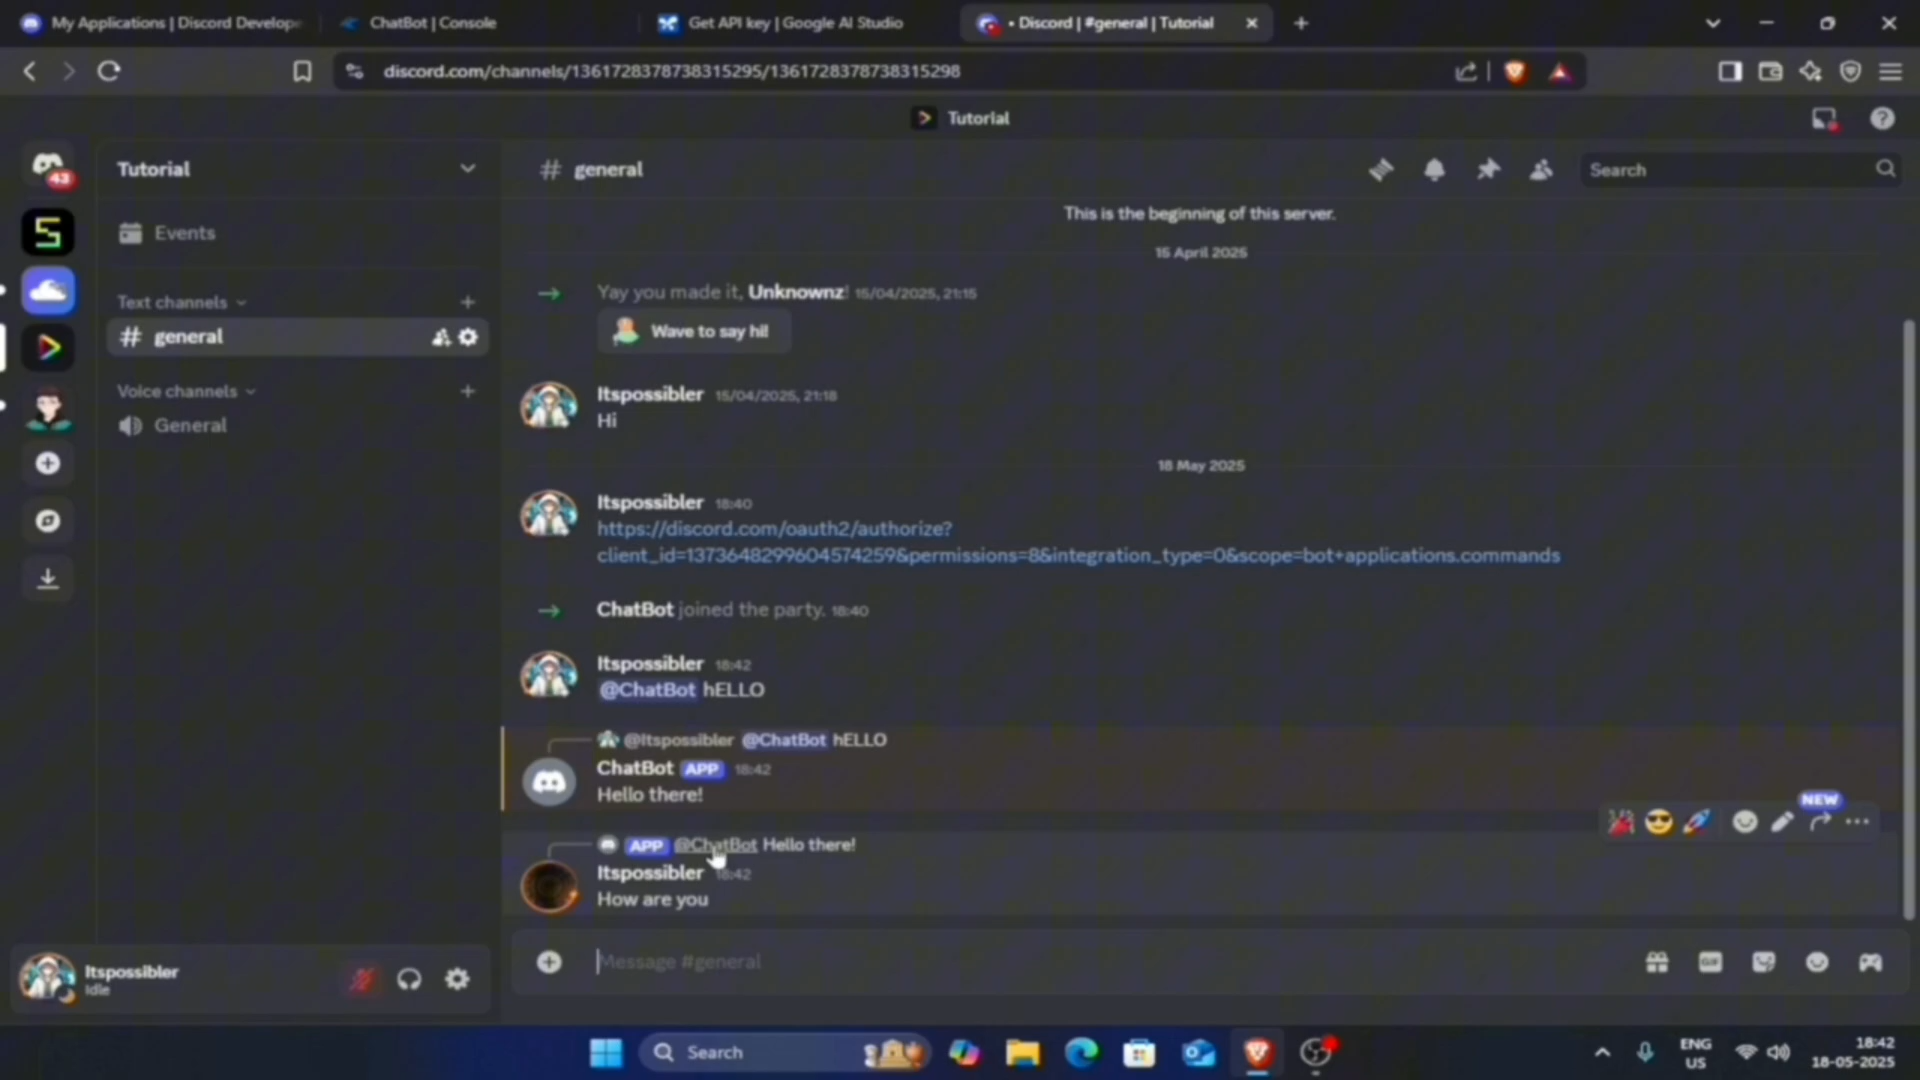 My Applications | Discord Develope
ChatBot | Console
Get API key | Google AI Studio
• Discord | #general | Tutorial
discord.com/channels/1361728378738315295/1361728378738315298
Tutorial
43
Tutorial
# general
Search
Events
Text channels
# general
Voice channels
General
This is the beginning of this server.
15 April 2025
Yay you made it, Unknownz! 15/04/2025, 21:15
Wave to say hi!
Itspossibler 15/04/2025, 21:18
Hi
18 May 2025
Itspossibler 18:40
https://discord.com/oauth2/authorize?
client_id=1373648299604574259&permissions=8&integration_type=0&scope=bot+applications.commands
ChatBot joined the party. 18:40
Itspossibler 18:42
@ChatBot hELLO
@Itspossibler @ChatBot hELLO
ChatBot APP 18:42
Hello there!
NEW
APP @ChatBot Hello there!
Itspossibler 18:42
How are you
Message #general
GIF
Itspossibler
Idle
Search
ENG
US
18:42
18-05-2025